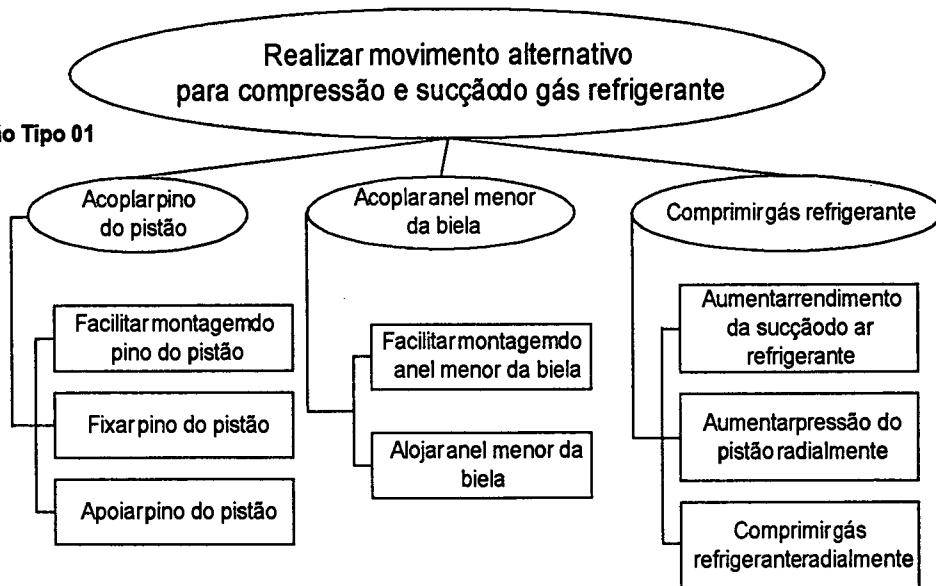 Realizar movimento alternativo
para compressão e sucçãodo gás refrigerante
o Tipo 01
Acoplarpino
do pistão
Acoplaranel menor
da biela
Comprimirgás refrigerante
Facilitarmontagemdo
pino do pistão
Fixarpino do pistão
Apoiarpino do pistão
Facilitarmontagemdo
anel menor da biela
Alojaranel menor da
biela
Aumentarrendimento
da sucçãodo ar
refrigerante
Aumentarpressão do
pistãoradialmente
Comprimirgás
refrigeranteradialmente